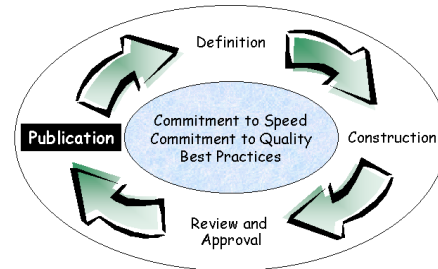 Definition
Publication
Commitment to Speed
Commitment to Quality
Best Practices
Construction
Review and
Approval